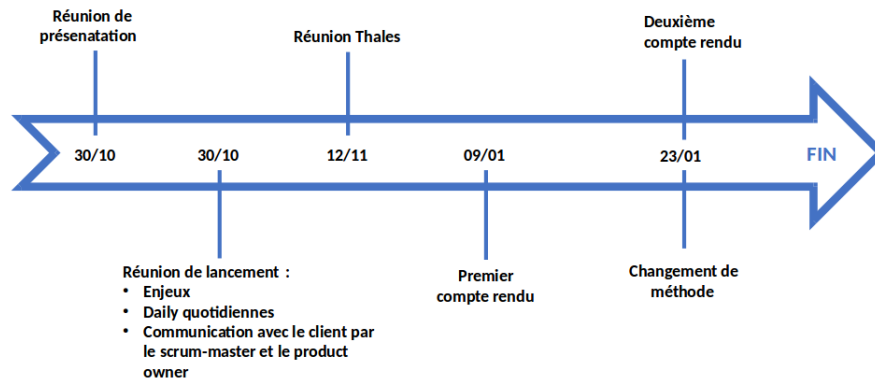 Réunion de
présenatation
Réunion Thales
Deuxième
compte rendu
30/10
30/10
12/11
09/01
23/01
FIN
Réunion de lancement :
• Enjeux
• Daily quotidiennes
• Communication avec le client par
le scrum-master et le product
owner
Premier
compte rendu
Changement de
méthode